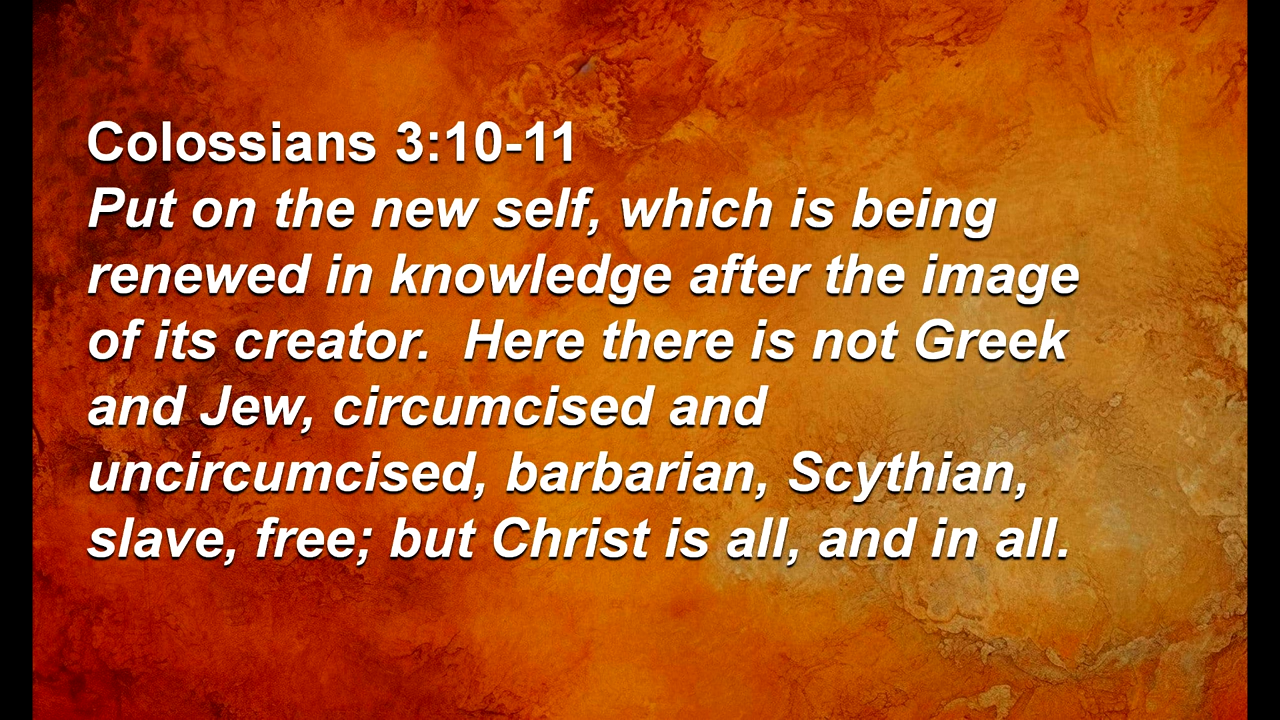 Colossians 3:10-11
Put on the new self, which is being
renewed in knowledge after the image
of its creator.  Here there is not Greek
and Jew, circumcised and
uncircumcised, barbarian, Scythian,
slave, free; but Christ is all, and in all.